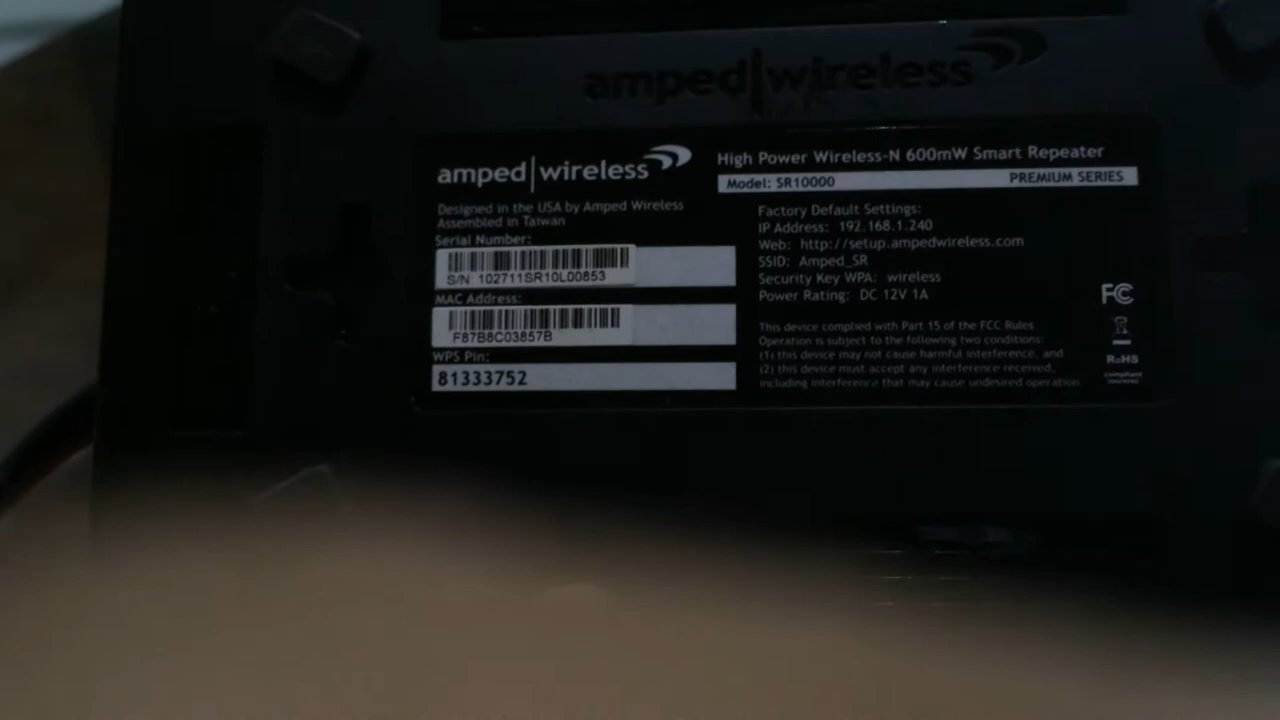 amped|wireless
amped|wireless
High Power Wireless-N 600mW Smart Repeater
Model: SR10000 PREMIUM SERIES
Designed in the USA by Amped Wireless
Assembled in Taiwan
Serial Number:
S/N: 102711SR10L00853
MAC Address:
F87B8C03857B
WPS Pin:
81333752
Factory Default Settings:
IP Address: 192.168.1.240
Web: http://setup.ampedwireless.com
SSID: Amped_SR
Security Key WPA: wireless
Power Rating: DC 12V 1A
This device complied with Part 15 of the FCC Rules
Operation is subject to the following two conditions:
(1) this device may not cause harmful interference, and
(2) this device must accept any interference received,
including interference that may cause undesired operation
FC
RoHS
compliant